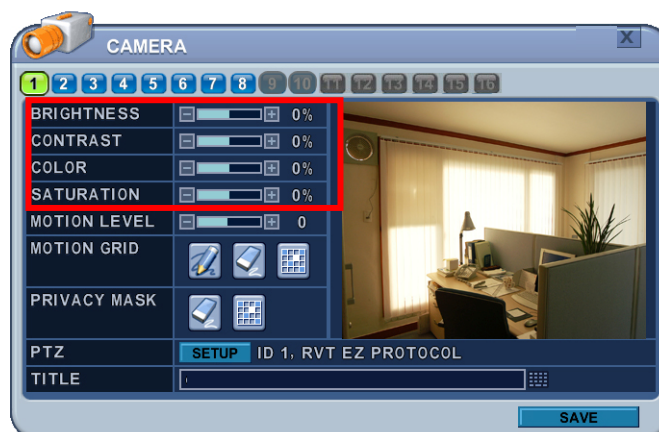 CAMERA
X
1 2 3 4 5 6 7 8 9 10 11 12 13 14 15 16
BRIGHTNESS 0%
CONTRAST 0%
COLOR 0%
SATURATION 0%
MOTION LEVEL 0
MOTION GRID
PRIVACY MASK
PTZ SETUP ID 1, RVT EZ PROTOCOL
TITLE
SAVE